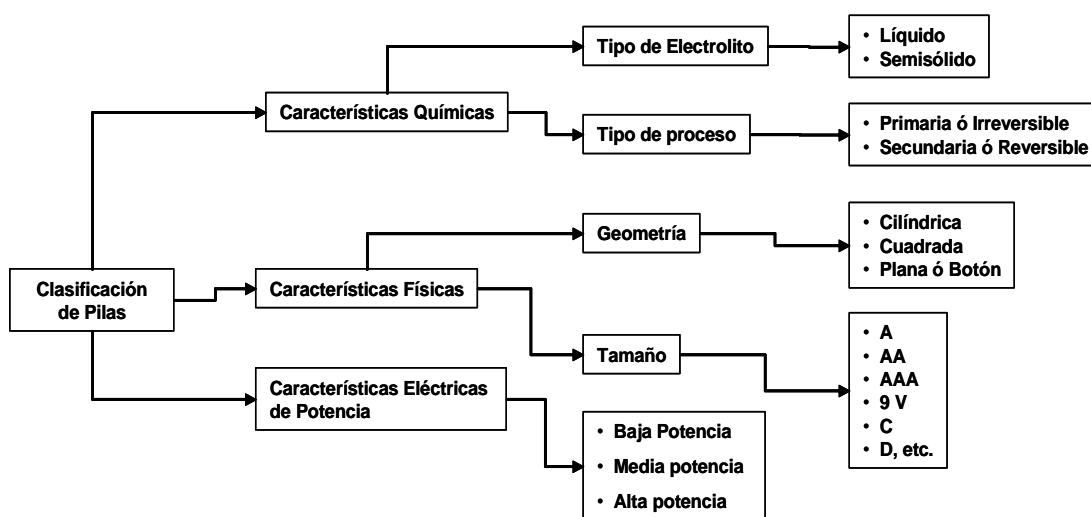 Tipo de Electrolito
• Líquido
• Semisólido
Características Químicas
Tipo de proceso
• Primaria ó Irreversible
• Secundaria ó Reversible
Clasificación
de Pilas
Características Físicas
Geometría
• Cilíndrica
• Cuadrada
• Plana ó Botón
Tamaño
• A
• AA
• AAA
• 9 V
• C
• D, etc.
Características Eléctricas
de Potencia
• Baja Potencia
• Media potencia
• Alta potencia